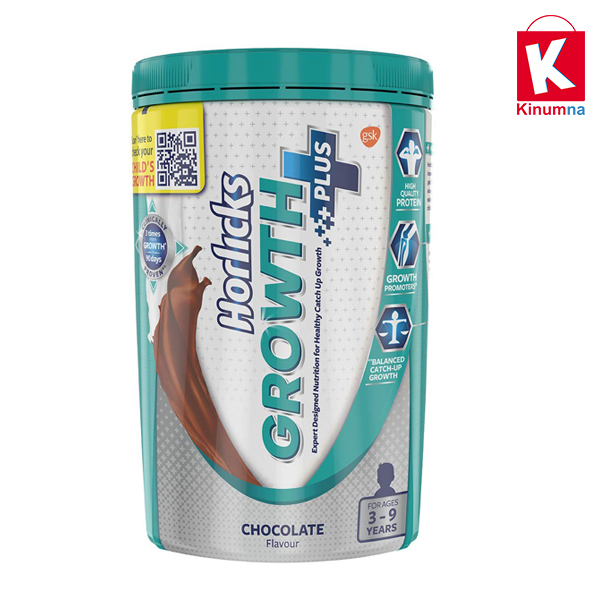 Kinumna
gsk
here to
check your
CHILD'S
GROWTH
CLINICALLY
2 times
GROWTH
90 days
PROVEN
Horlicks
GROWTH
PLUS
Expert Designed Nutrition for Healthy Catch Up Growth
HIGH
QUALITY
PROTEIN
GROWTH
PROMOTERS
**BALANCED
CATCH-UP
GROWTH
CHOCOLATE
Flavour
FOR AGES
3 - 9
YEARS